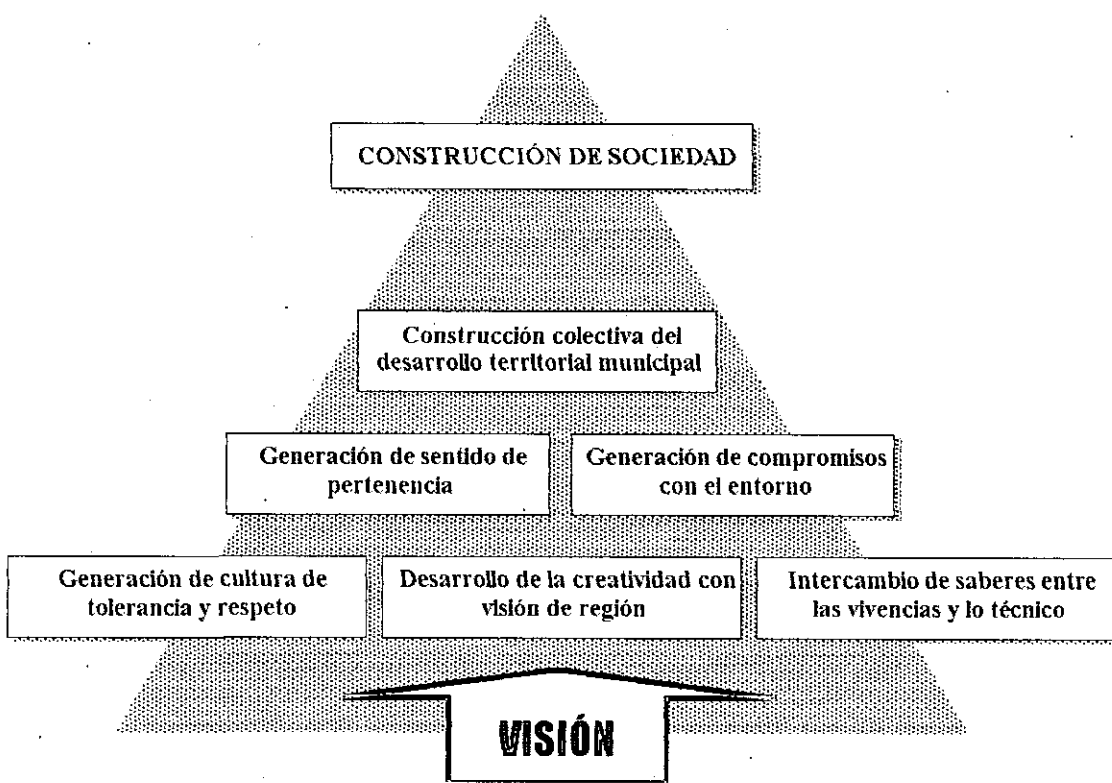 CONSTRUCCIÓN DE SOCIEDAD
Construcción colectiva del
desarrollo territorial municipal
Generación de sentido de
pertenencia
Generación de compromisos
con el entorno
Generación de cultura de
tolerancia y respeto
Desarrollo de la creatividad con
visión de región
Intercambio de saberes entre
las vivencias y lo técnico
VISIÓN